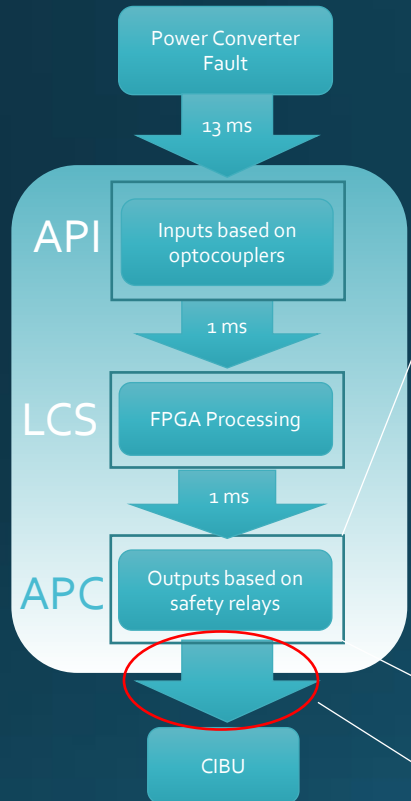 Power Converter
Fault
13 ms
API
Inputs based on
optocouplers
1 ms
LCS
FPGA Processing
1 ms
APC
Outputs based on
safety relays
CIBU